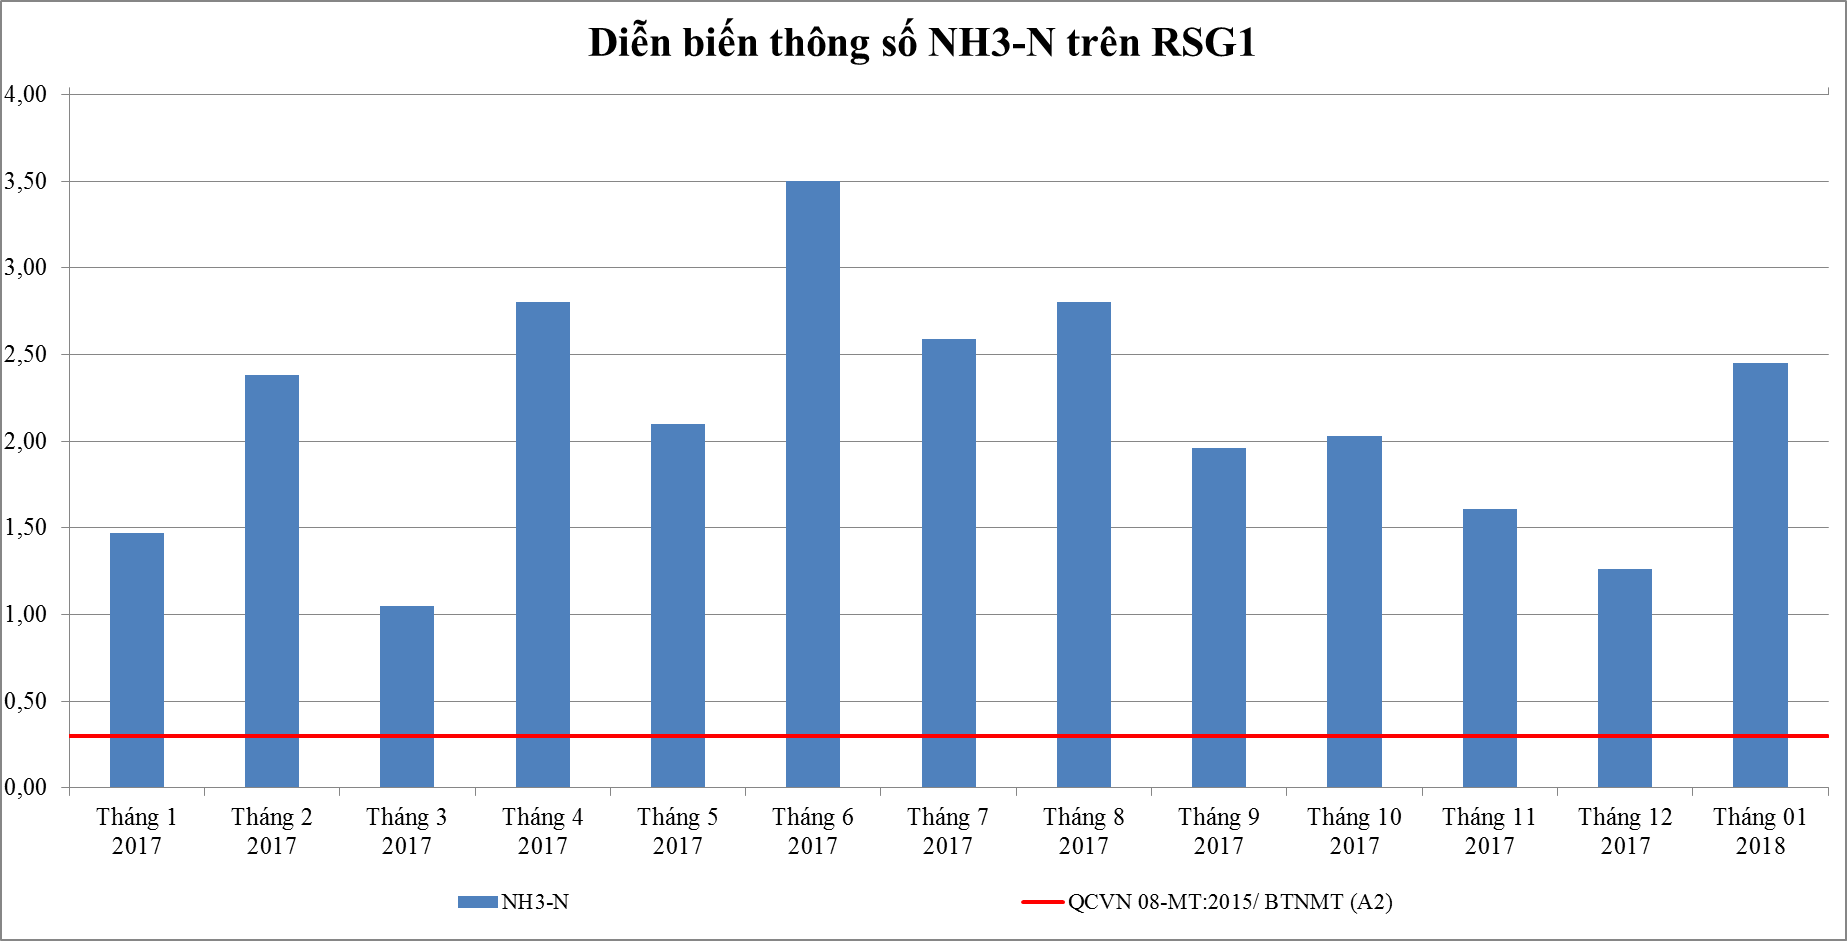 Diễn biến thông số NH3-N trên RSG1
4,00
3,50
3,00
2,50
2,00
1,50
1,00
0,50
0,00
Tháng 1 Tháng 2 Tháng 3 Tháng 4 Tháng 5 Tháng 6 Tháng 7 Tháng 8 Tháng 9 Tháng 10 Tháng 11 Tháng 12 Tháng 01
2017 2017 2017 2017 2017 2017 2017 2017 2017 2017 2017 2017 2018
NH3-N QCVN 08-MT:2015/ BTNMT (A2)